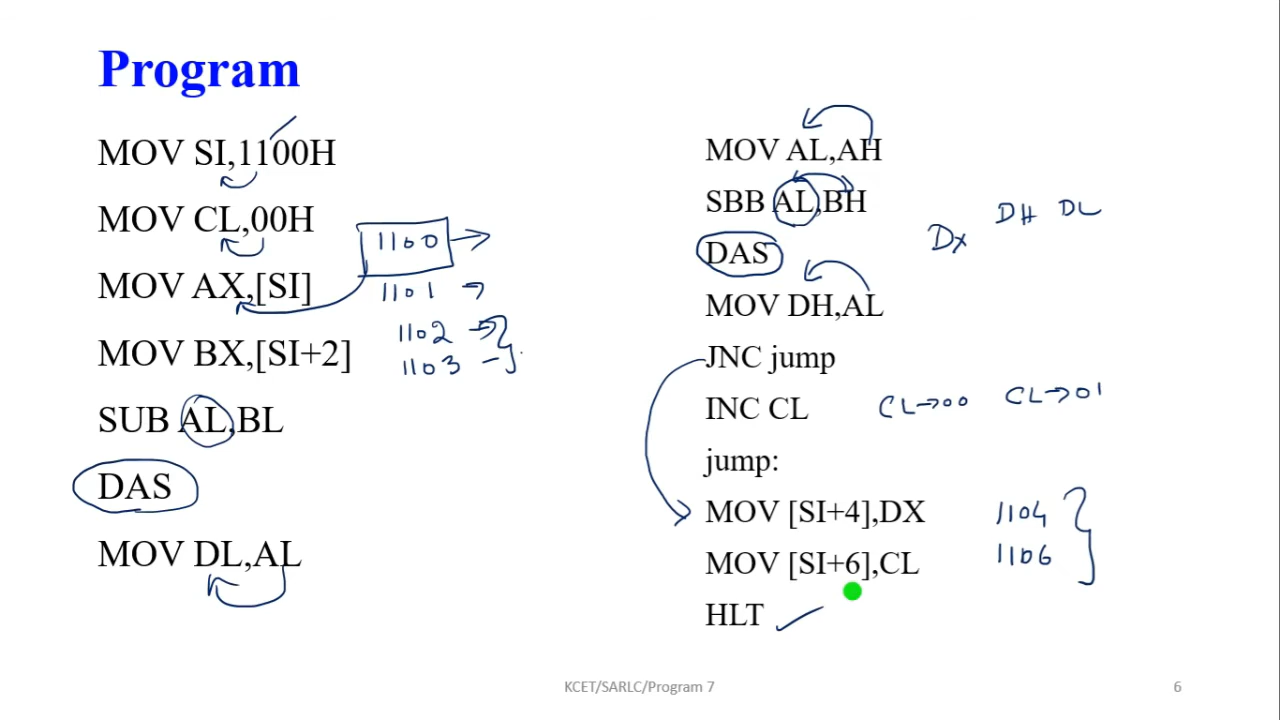 Program
MOV SI,1100H
MOV CL,00H
MOV AX,[SI]
MOV BX,[SI+2]
SUB AL,BL
DAS
MOV DL,AL
1100
1101
1102
1103
MOV AL,AH
SBB AL,BH
DAS
MOV DH,AL
JNC jump
INC CL
jump:
MOV [SI+4],DX
MOV [SI+6],CL
HLT
DX DH DL
CL→00 CL→01
1104
1106
KCET/SARLC/Program 7
6